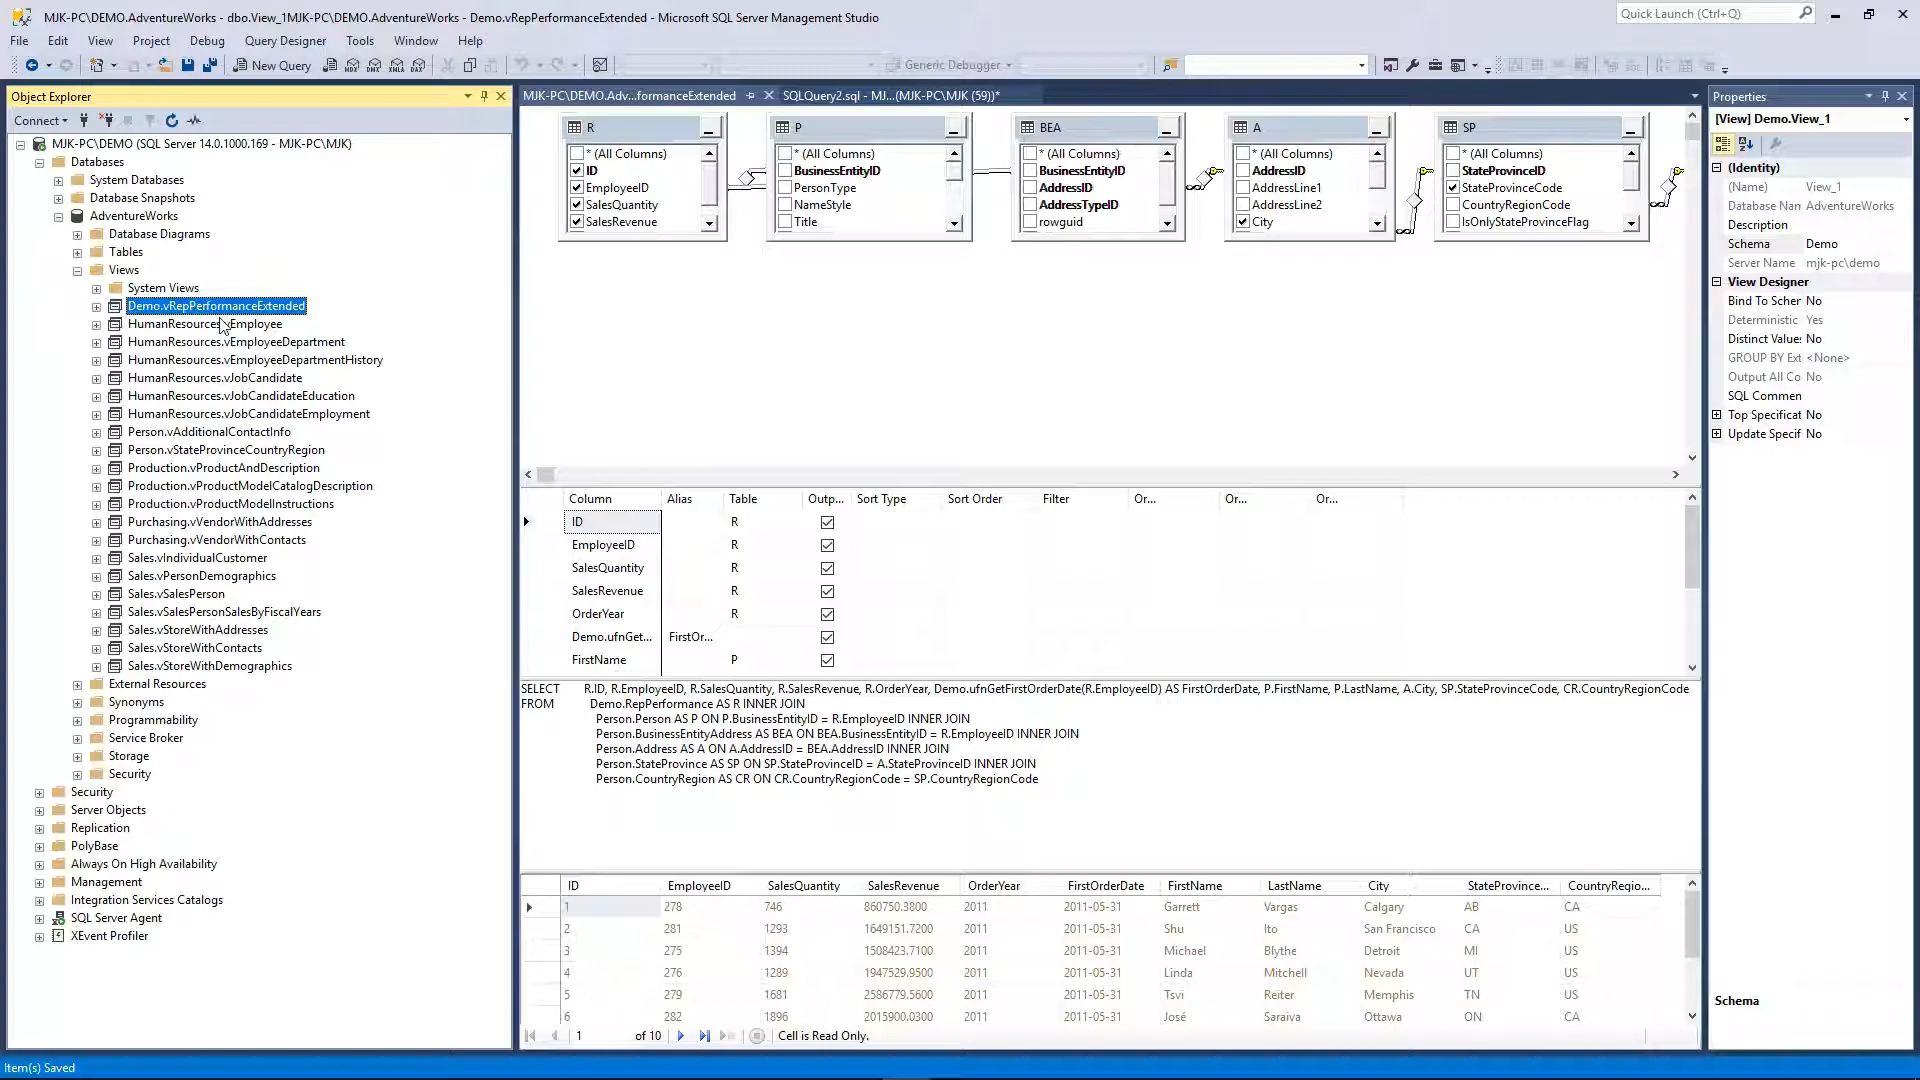 MJK-PC\DEMO.AdventureWorks - dbo.View_1MJK-PC\DEMO.AdventureWorks - Demo.vRepPerformanceExtended - Microsoft SQL Server Management Studio
Quick Launch (Ctrl+Q)
File Edit View Project Debug Query Designer Tools Window Help
New Query
Generic Debugger
Object Explorer
Connect
MJK-PC\DEMO (SQL Server 14.0.1000.169 - MJK-PC\MJK)
Databases
System Databases
Database Snapshots
AdventureWorks
Database Diagrams
Tables
Views
System Views
Demo.vRepPerformanceExtended
HumanResources.vEmployee
HumanResources.vEmployeeDepartment
HumanResources.vEmployeeDepartmentHistory
HumanResources.vJobCandidate
HumanResources.vJobCandidateEducation
HumanResources.vJobCandidateEmployment
Person.vAdditionalContactInfo
Person.vStateProvinceCountryRegion
Production.vProductAndDescription
Production.vProductModelCatalogDescription
Production.vProductModelInstructions
Purchasing.vVendorWithAddresses
Purchasing.vVendorWithContacts
Sales.vIndividualCustomer
Sales.vPersonDemographics
Sales.vSalesPerson
Sales.vSalesPersonSalesByFiscalYears
Sales.vStoreWithAddresses
Sales.vStoreWithContacts
Sales.vStoreWithDemographics
External Resources
Synonyms
Programmability
Service Broker
Storage
Security
Security
Server Objects
Replication
PolyBase
Always On High Availability
Management
Integration Services Catalogs
SQL Server Agent
XEvent Profiler
MJK-PC\DEMO.Adv...formanceExtended SQLQuery2.sql - MJ...(MJK-PC\MJK (59))*
R
* (All Columns)
ID
EmployeeID
SalesQuantity
SalesRevenue
P
* (All Columns)
BusinessEntityID
PersonType
NameStyle
Title
BEA
* (All Columns)
BusinessEntityID
AddressID
AddressTypeID
rowguid
A
* (All Columns)
AddressID
AddressLine1
AddressLine2
City
SP
* (All Columns)
StateProvinceID
StateProvinceCode
CountryRegionCode
IsOnlyStateProvinceFlag
Column Alias Table Outp... Sort Type Sort Order Filter Or... Or... Or...
ID R
EmployeeID R
SalesQuantity R
SalesRevenue R
OrderYear R
Demo.ufnGet... FirstOr...
FirstName P
SELECT R.ID, R.EmployeeID, R.SalesQuantity, R.SalesRevenue, R.OrderYear, Demo.ufnGetFirstOrderDate(R.EmployeeID) AS FirstOrderDate, P.FirstName, P.LastName, A.City, SP.StateProvinceCode, CR.CountryRegionCode
FROM Demo.RepPerformance AS R INNER JOIN
Person.Person AS P ON P.BusinessEntityID = R.EmployeeID INNER JOIN
Person.BusinessEntityAddress AS BEA ON BEA.BusinessEntityID = R.EmployeeID INNER JOIN
Person.Address AS A ON A.AddressID = BEA.AddressID INNER JOIN
Person.StateProvince AS SP ON SP.StateProvinceID = A.StateProvinceID INNER JOIN
Person.CountryRegion AS CR ON CR.CountryRegionCode = SP.CountryRegionCode
ID EmployeeID SalesQuantity SalesRevenue OrderYear FirstOrderDate FirstName LastName City StateProvince... CountryRegio...
1 278 746 860750.3800 2011 2011-05-31 Garrett Vargas Calgary AB CA
2 281 1293 1649151.7200 2011 2011-05-31 Shu Ito San Francisco CA US
3 275 1394 1508423.7100 2011 2011-05-31 Michael Blythe Detroit MI US
4 276 1289 1947529.9500 2011 2011-05-31 Linda Mitchell Nevada UT US
5 279 1681 2586779.5600 2011 2011-05-31 Tsvi Reiter Memphis TN US
6 282 1896 2015900.0300 2011 2011-05-31 José Saraiva Ottawa ON CA
1 of 10 Cell is Read Only.
Properties
[View] Demo.View_1
(Identity)
(Name) View_1
Database Nan AdventureWorks
Description
Schema Demo
Server Name mjk-pc\demo
View Designer
Bind To Scher No
Deterministic Yes
Distinct Value: No
GROUP BY Ext <None>
Output All Co No
SQL Commen
Top Specificat No
Update Specif No
Schema
Item(s) Saved